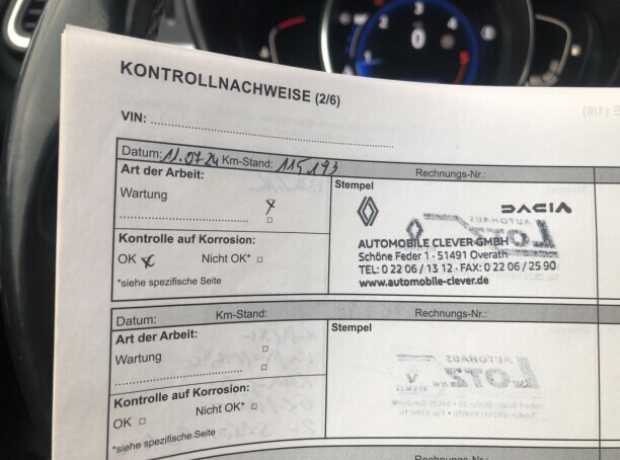 KONTROLLNACHWEISE (2/6)
VIN:
Datum: 11.07.24 Km-Stand: 115193 Rechnungs-Nr.:
Art der Arbeit:
Stempel
Wartung
DACIA
AUTOMOBILE CLEVER GMBH
Schöne Feder 1 - 51491 Overath
TEL: 0 22 06 / 13 12 - FAX: 0 22 06 / 25 90
www.automobile-clever.de
Kontrolle auf Korrosion:
OK x Nicht OK*
*siehe spezifische Seite
Datum: Km-Stand: Rechnungs-Nr.:
Art der Arbeit:
Stempel
Wartung
Kontrolle auf Korrosion:
OK Nicht OK*
*siehe spezifische Seite
Rechnungs-Nr.: